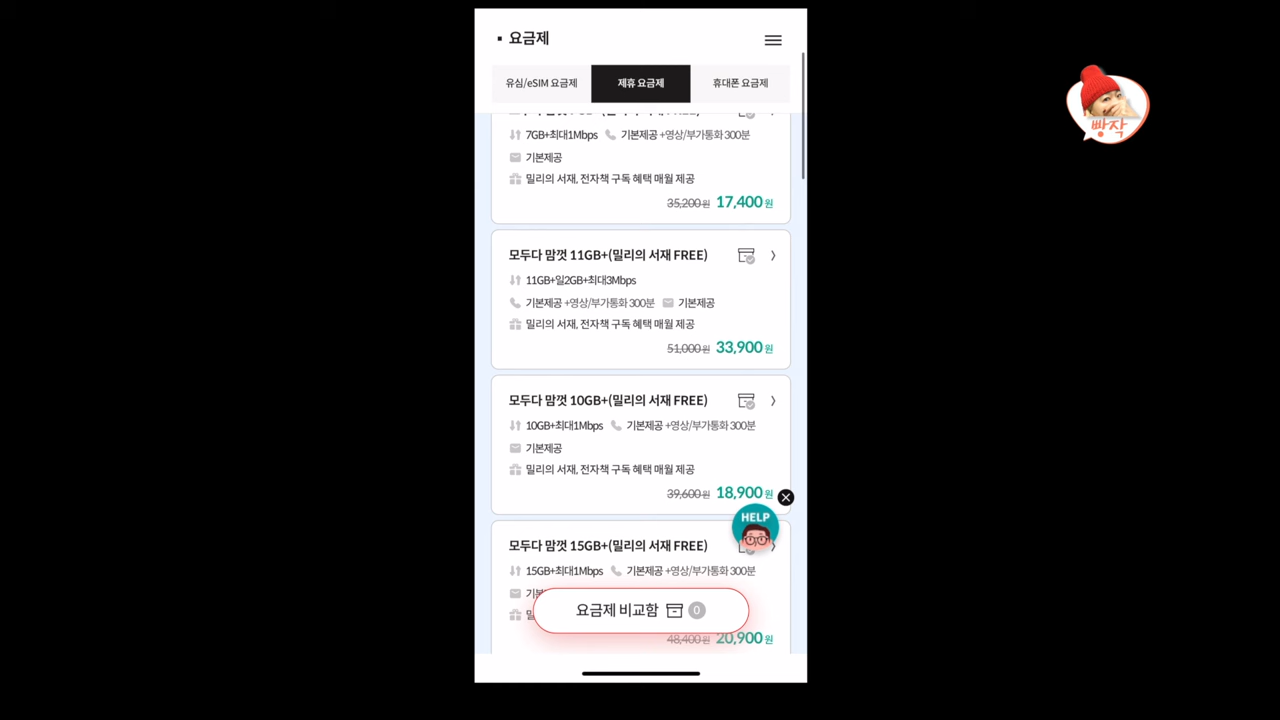 요금제
유심/eSIM 요금제 제휴 요금제 휴대폰 요금제
7GB+최대1Mbps 기본제공 +영상/부가통화 300분
기본제공
밀리의 서재, 전자책 구독 혜택 매월 제공
35,200원 17,400원
모두다 맘껏 11GB+(밀리의 서재 FREE)
11GB+일2GB+최대3Mbps
기본제공 +영상/부가통화 300분 기본제공
밀리의 서재, 전자책 구독 혜택 매월 제공
51,000원 33,900원
모두다 맘껏 10GB+(밀리의 서재 FREE)
10GB+최대1Mbps 기본제공 +영상/부가통화 300분
기본제공
밀리의 서재, 전자책 구독 혜택 매월 제공
39,600원 18,900원
HELP
모두다 맘껏 15GB+(밀리의 서재 FREE)
15GB+최대1Mbps 기본제공 +영상/부가통화 300분
요금제 비교함 0
48,400원 20,900원
빵작